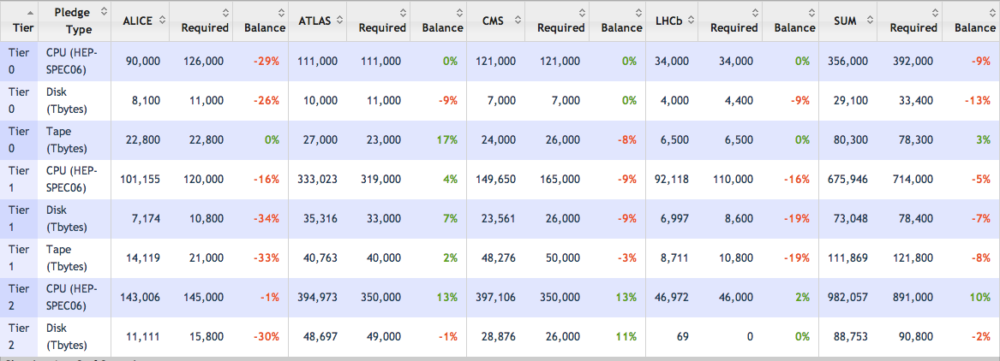 Tier Pledge Type ALICE Required Balance ATLAS Required Balance CMS Required Balance LHCb Required Balance SUM Required Balance
Tier 0 CPU (HEP-SPEC06) 90,000 126,000 -29% 111,000 111,000 0% 121,000 121,000 0% 34,000 34,000 0% 356,000 392,000 -9%
Tier 0 Disk (Tbytes) 8,100 11,000 -26% 10,000 11,000 -9% 7,000 7,000 0% 4,000 4,400 -9% 29,100 33,400 -13%
Tier 0 Tape (Tbytes) 22,800 22,800 0% 27,000 23,000 17% 24,000 26,000 -8% 6,500 6,500 0% 80,300 78,300 3%
Tier 1 CPU (HEP-SPEC06) 101,155 120,000 -16% 333,023 319,000 4% 149,650 165,000 -9% 92,118 110,000 -16% 675,946 714,000 -5%
Tier 1 Disk (Tbytes) 7,174 10,800 -34% 35,316 33,000 7% 23,561 26,000 -9% 6,997 8,600 -19% 73,048 78,400 -7%
Tier 1 Tape (Tbytes) 14,119 21,000 -33% 40,763 40,000 2% 48,276 50,000 -3% 8,711 10,800 -19% 111,869 121,800 -8%
Tier 2 CPU (HEP-SPEC06) 143,006 145,000 -1% 394,973 350,000 13% 397,106 350,000 13% 46,972 46,000 2% 982,057 891,000 10%
Tier 2 Disk (Tbytes) 11,111 15,800 -30% 48,697 49,000 -1% 28,876 26,000 11% 69 0 0% 88,753 90,800 -2%